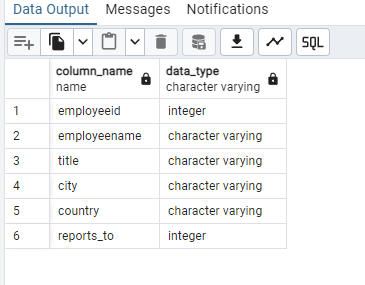 Data Output Messages Notifications
SQL
column_name data_type
name character varying
1 employeeid integer
2 employeename character varying
3 title character varying
4 city character varying
5 country character varying
6 reports_to integer